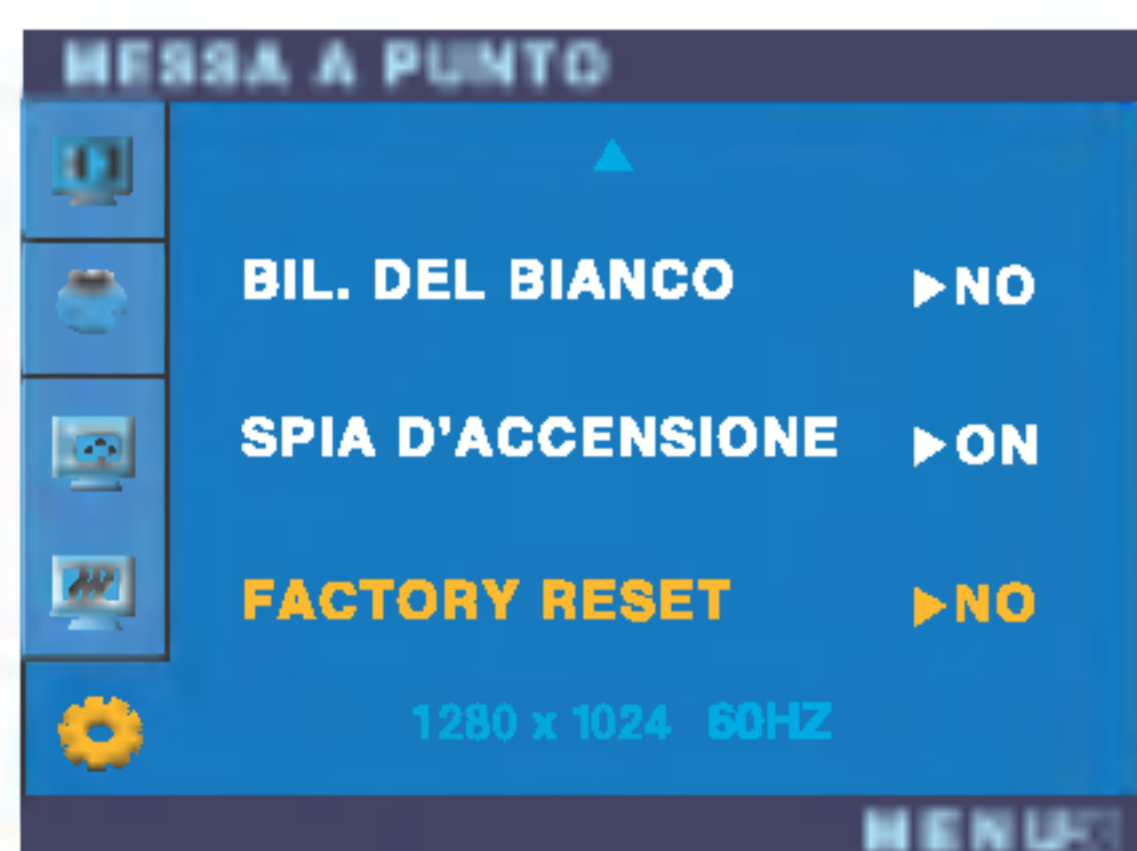 MESSA A PUNTO
BIL. DEL BIANCO ▶NO
SPIA D'ACCENSIONE ▶ON
FACTORY RESET ▶NO
1280 x 1024 60HZ
MENU